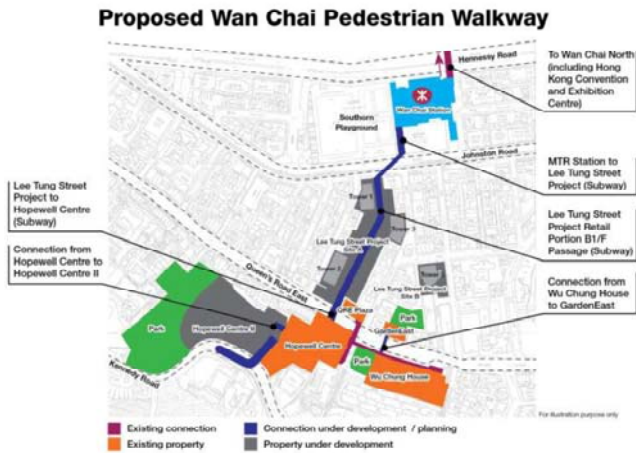 Proposed Wan Chai Pedestrian Walkway
Hennessy Road
To Wan Chai North
(including Hong
Kong Convention
and Exhibition
Centre)
Wan Chai Station
Southern
Playground
Johnston Road
MTR Station to
Lee Tung Street
Project (Subway)
Lee Tung Street
Project to
Hopewell Centre
(Subway)
Tower 1
Tower 3
Lee Tung Street Project
Site A
Tower 2
Lee Tung Street
Project Retail
Portion B1/F
Passage (Subway)
Connection from
Hopewell Centre to
Hopewell Centre II
Queen's Road East
Tower
Lee Tung Street Project
Site B
Connection from
Wu Chung House
to GardenEast
QRE Plaza
Park
GardenEast
Park
Hopewell Centre II
Hopewell Centre
Park
Wu Chung House
Kennedy Road
For illustration purpose only
Existing connection
Connection under development / planning
Existing property
Property under development